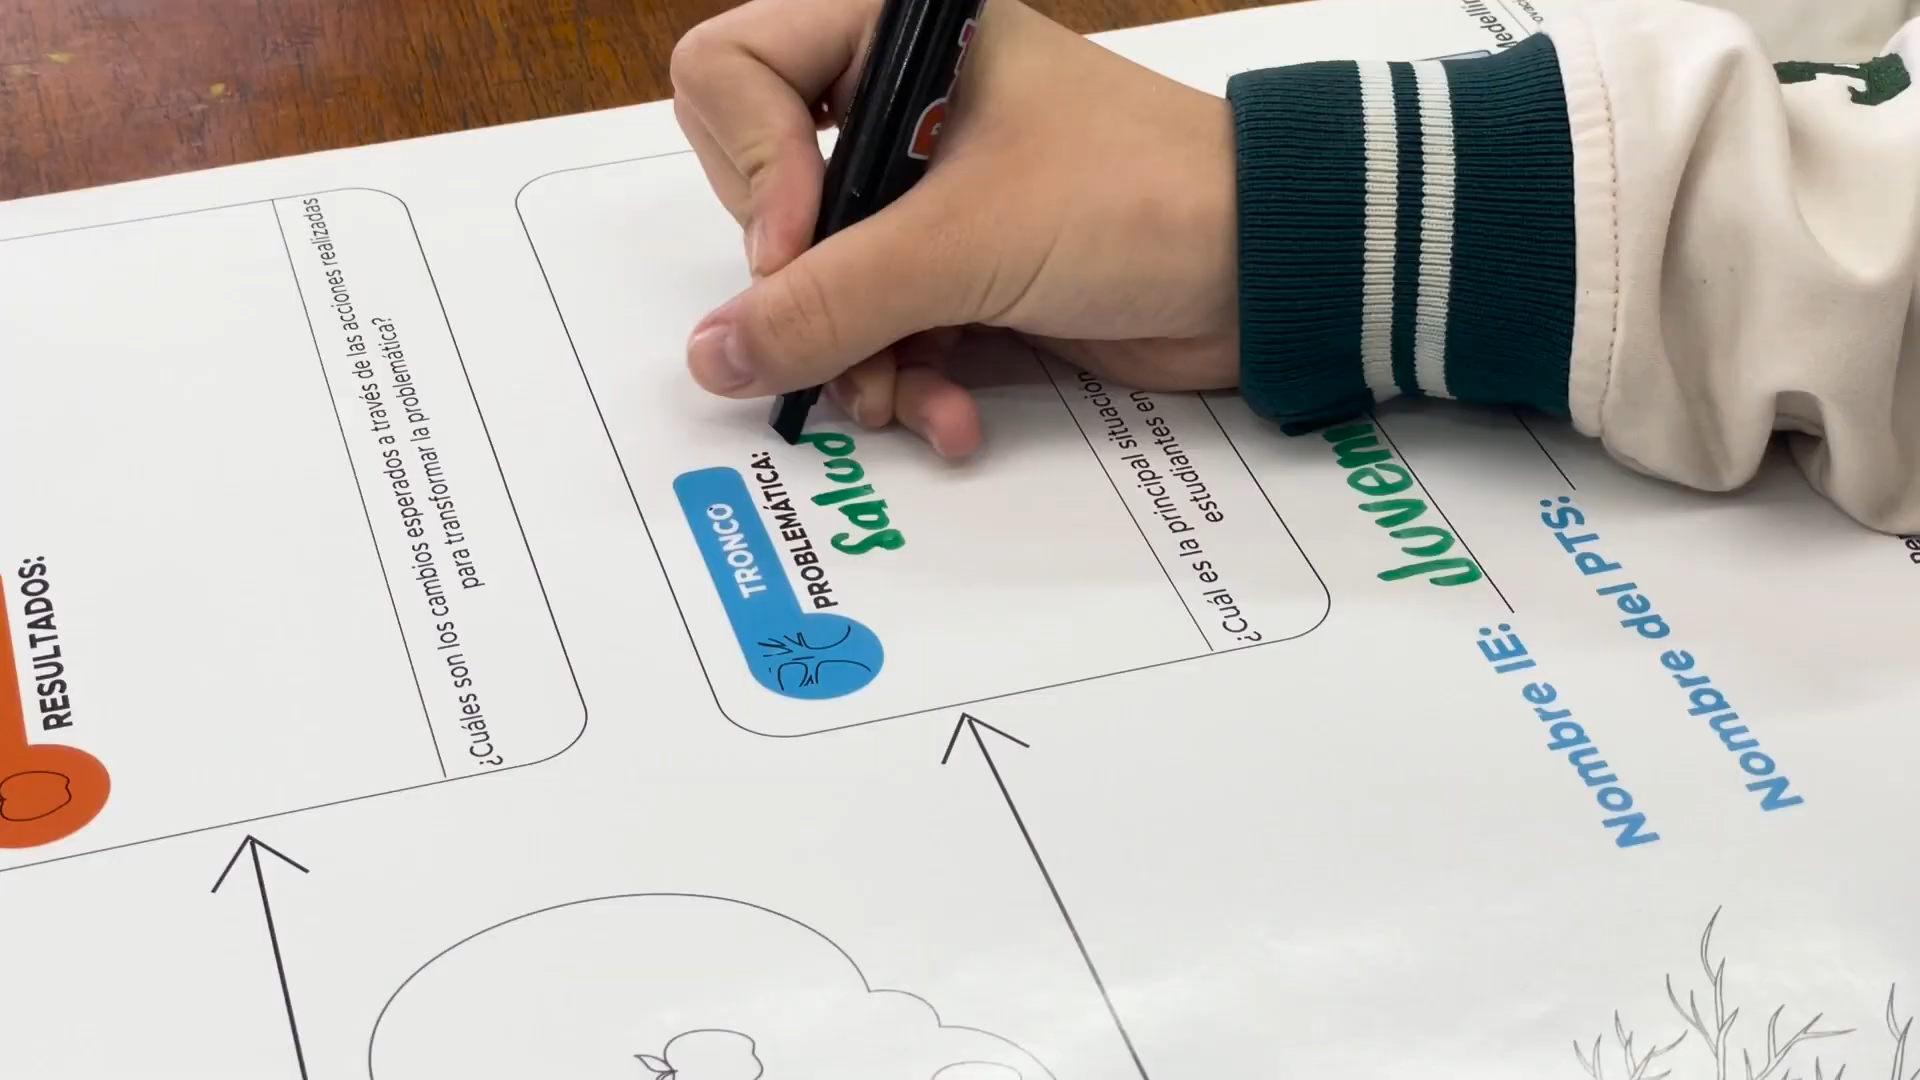 Medellín
Nombre del PTS:
Nombre IE:
¿Cuál es la principal situación
estudiantes en
TRONCO
PROBLEMÁTICA:
Salud
¿Cuáles son los cambios esperados a través de las acciones realizadas
para transformar la problemática?
RESULTADOS: